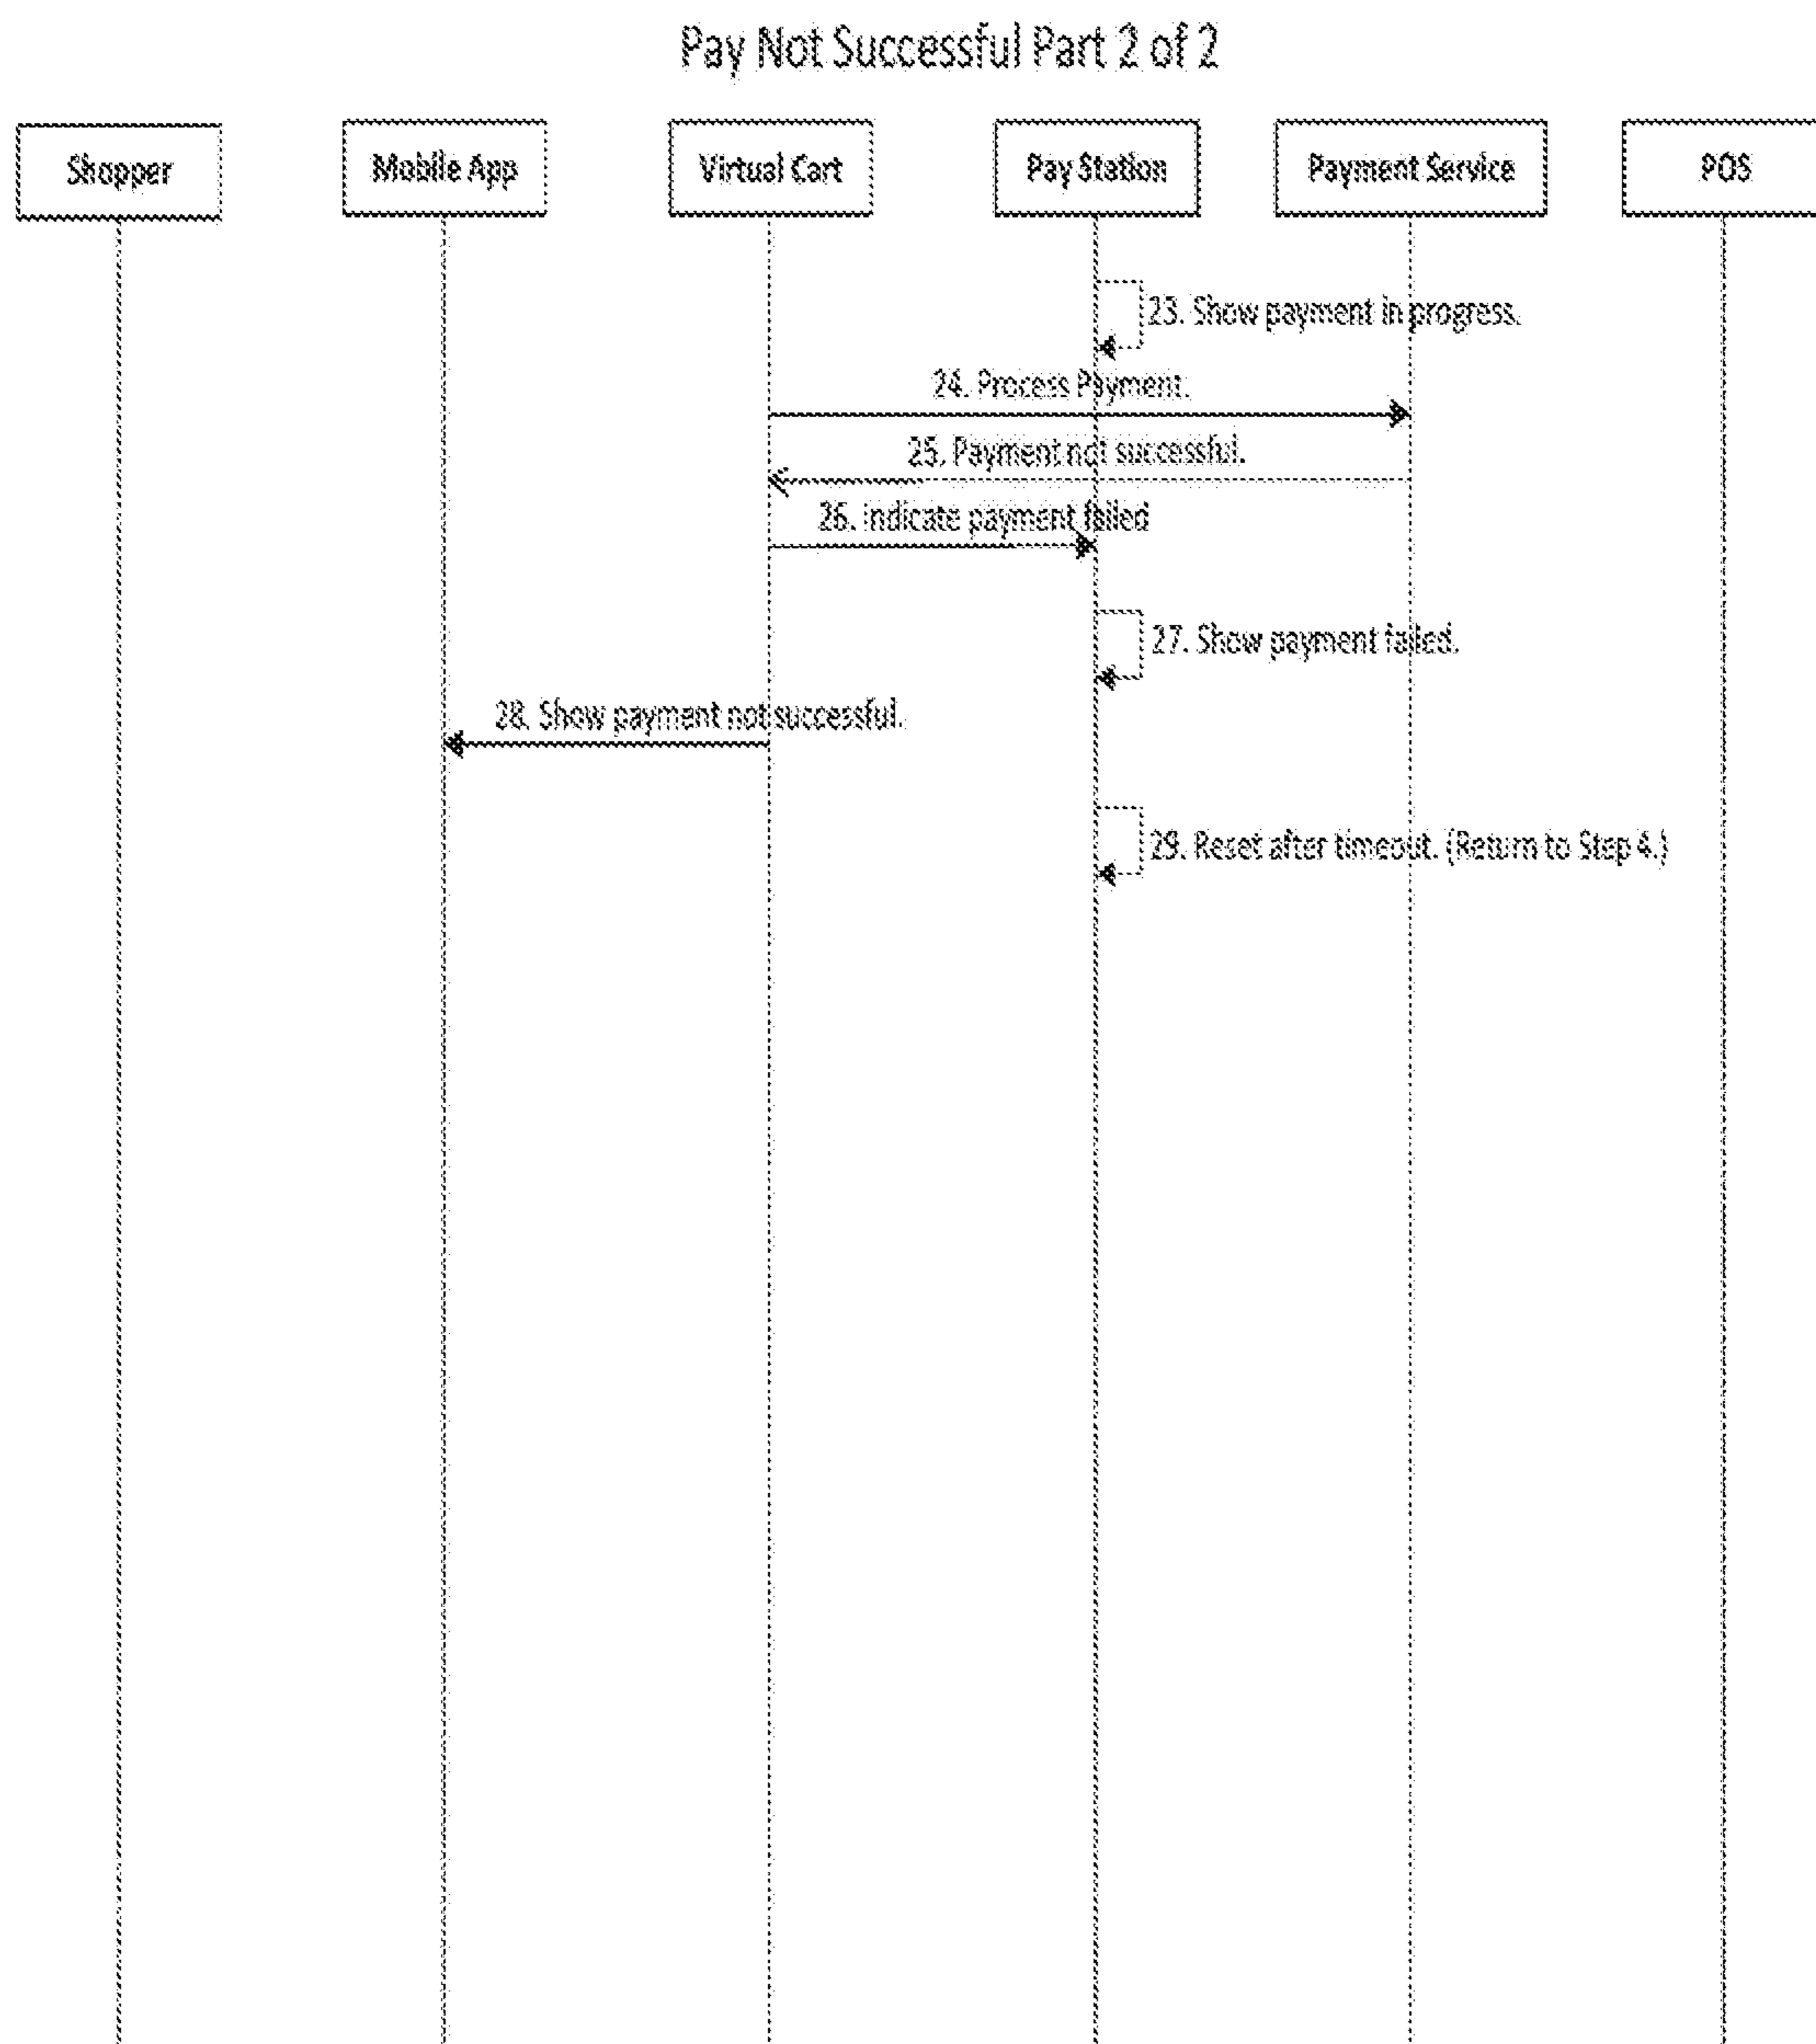 Pay Not Successful Part 2 of 2
Shopper
Mobile App
Virtual Cart
Pay Station
Payment Service
POS
23. Show payment in progress.
24. Process Payment.
25. Payment not successful.
26. indicate payment failed
27. Show payment failed.
28. Show payment not successful.
29. Reset after timeout. (Return to Step 4.)